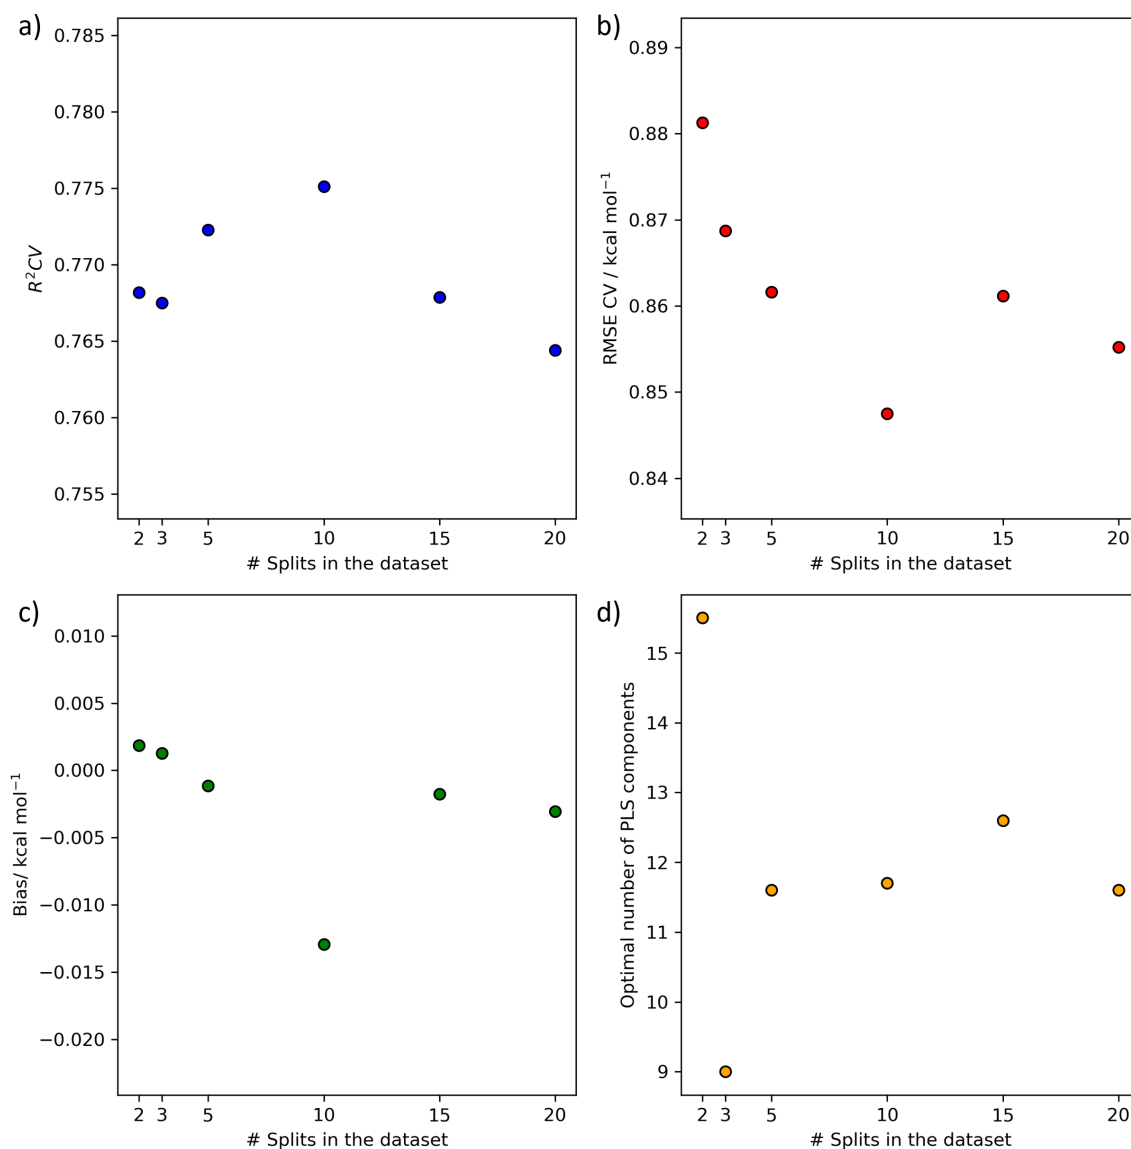 a)
0.785
0.780
0.775
0.770
0.765
0.760
0.755
R²CV
2 3 5 10 15 20
# Splits in the dataset
b)
0.89
0.88
0.87
0.86
0.85
0.84
RMSE CV / kcal mol⁻¹
2 3 5 10 15 20
# Splits in the dataset
c)
0.010
0.005
0.000
−0.005
−0.010
−0.015
−0.020
Bias/ kcal mol⁻¹
2 3 5 10 15 20
# Splits in the dataset
d)
15
14
13
12
11
10
9
Optimal number of PLS components
2 3 5 10 15 20
# Splits in the dataset